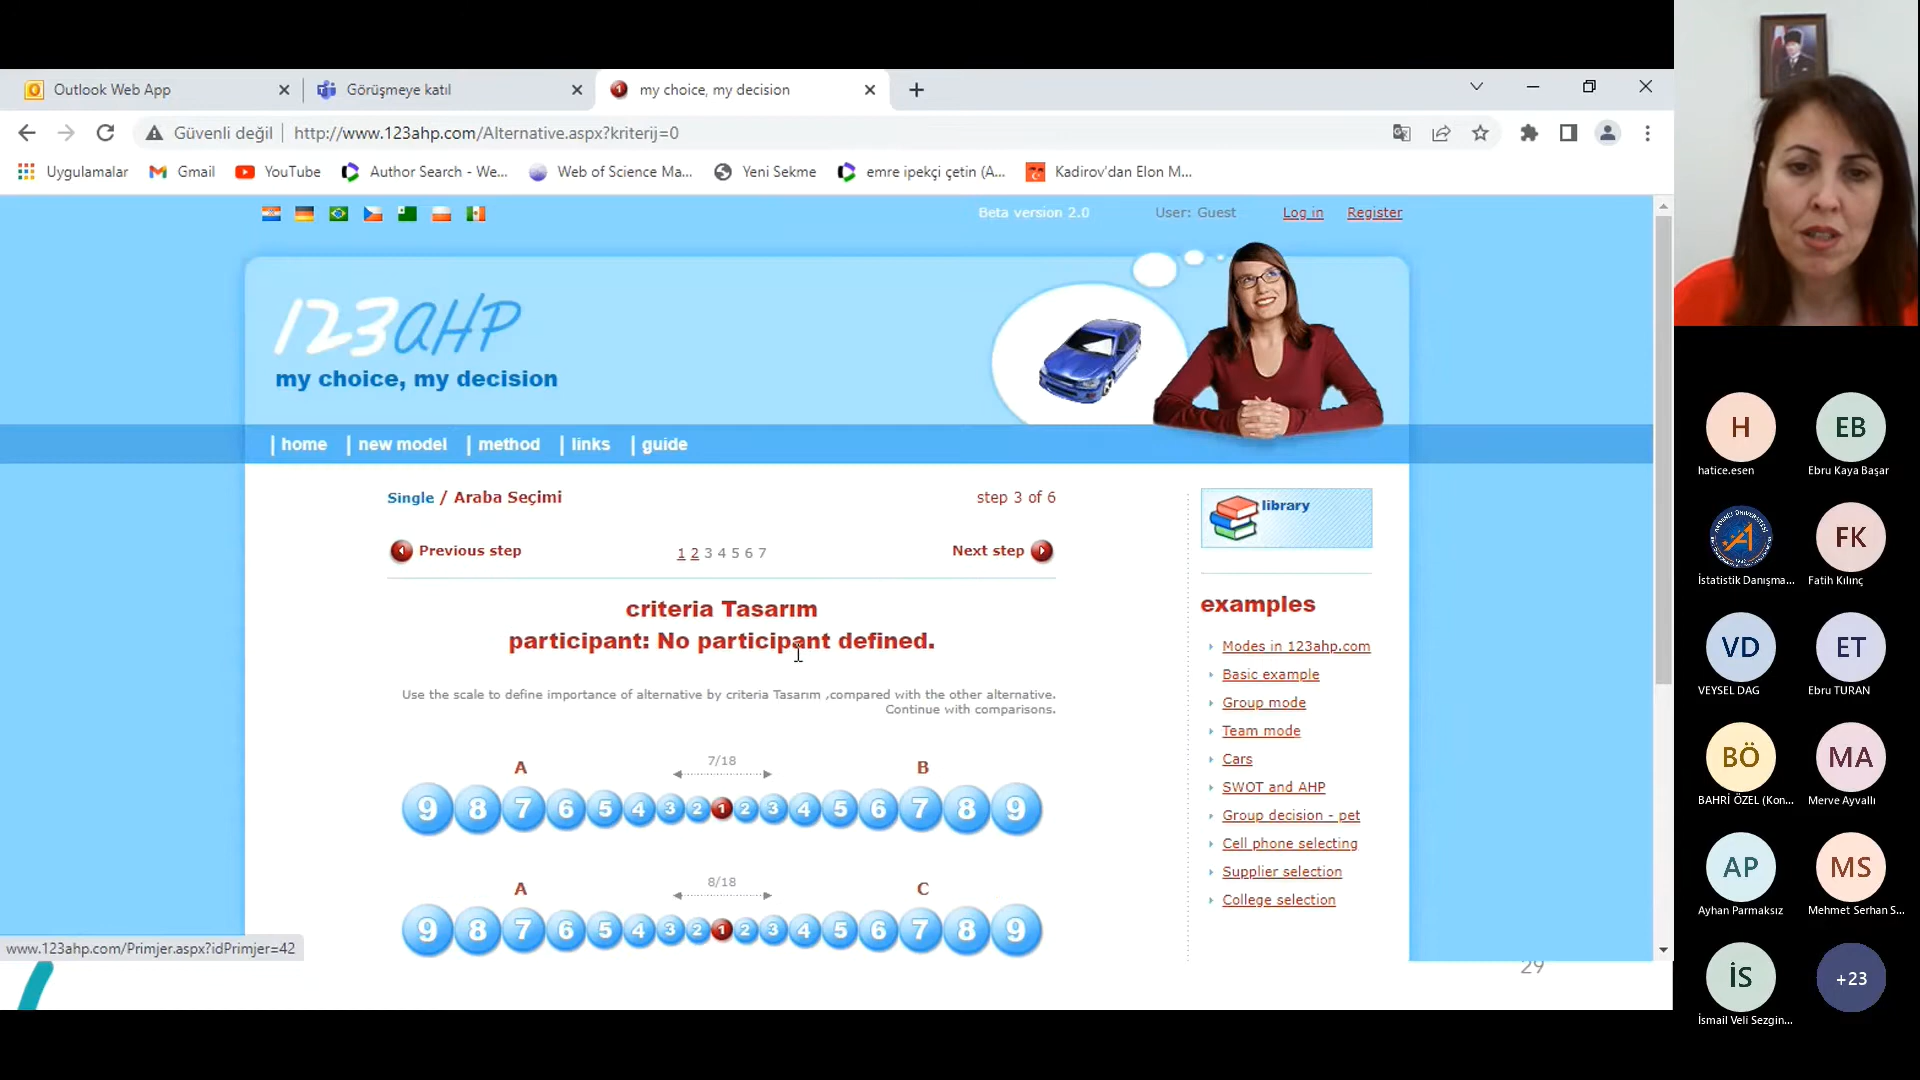 Outlook Web App
Görüşmeye katıl
my choice, my decision
Güvenli değil
http://www.123ahp.com/Alternative.aspx?kriterij=0
Uygulamalar
Gmail
YouTube
Author Search - We...
Web of Science Ma...
Yeni Sekme
emre ipekçi çetin (A...
Kadirov'dan Elon M...
Beta version 2.0
User: Guest
Log in
Register
123AHP
my choice, my decision
home
new model
method
links
guide
Single / Araba Seçimi
step 3 of 6
Previous step
1 2 3 4 5 6 7
Next step
criteria Tasarım
participant: No participant defined.
Use the scale to define importance of alternative by criteria Tasarım ,compared with the other alternative.
Continue with comparisons.
A
7/18
B
9 8 7 6 5 4 3 2 1 2 3 4 5 6 7 8 9
A
8/18
C
9 8 7 6 5 4 3 2 1 2 3 4 5 6 7 8 9
library
examples
Modes in 123ahp.com
Basic example
Group mode
Team mode
Cars
SWOT and AHP
Group decision - pet
Cell phone selecting
Supplier selection
College selection
www.123ahp.com/Primjer.aspx?idPrimjer=42
29
H
hatice.esen
EB
Ebru Kaya Başar
İstatistik Danışma...
FK
Fatih Kılınç
VD
VEYSEL DAG
ET
Ebru TURAN
BÖ
BAHRİ ÖZEL (Kon...
MA
Merve Ayvallı
AP
Ayhan Parmaksız
MS
Mehmet Serhan S...
İS
İsmail Veli Sezgin...
+23